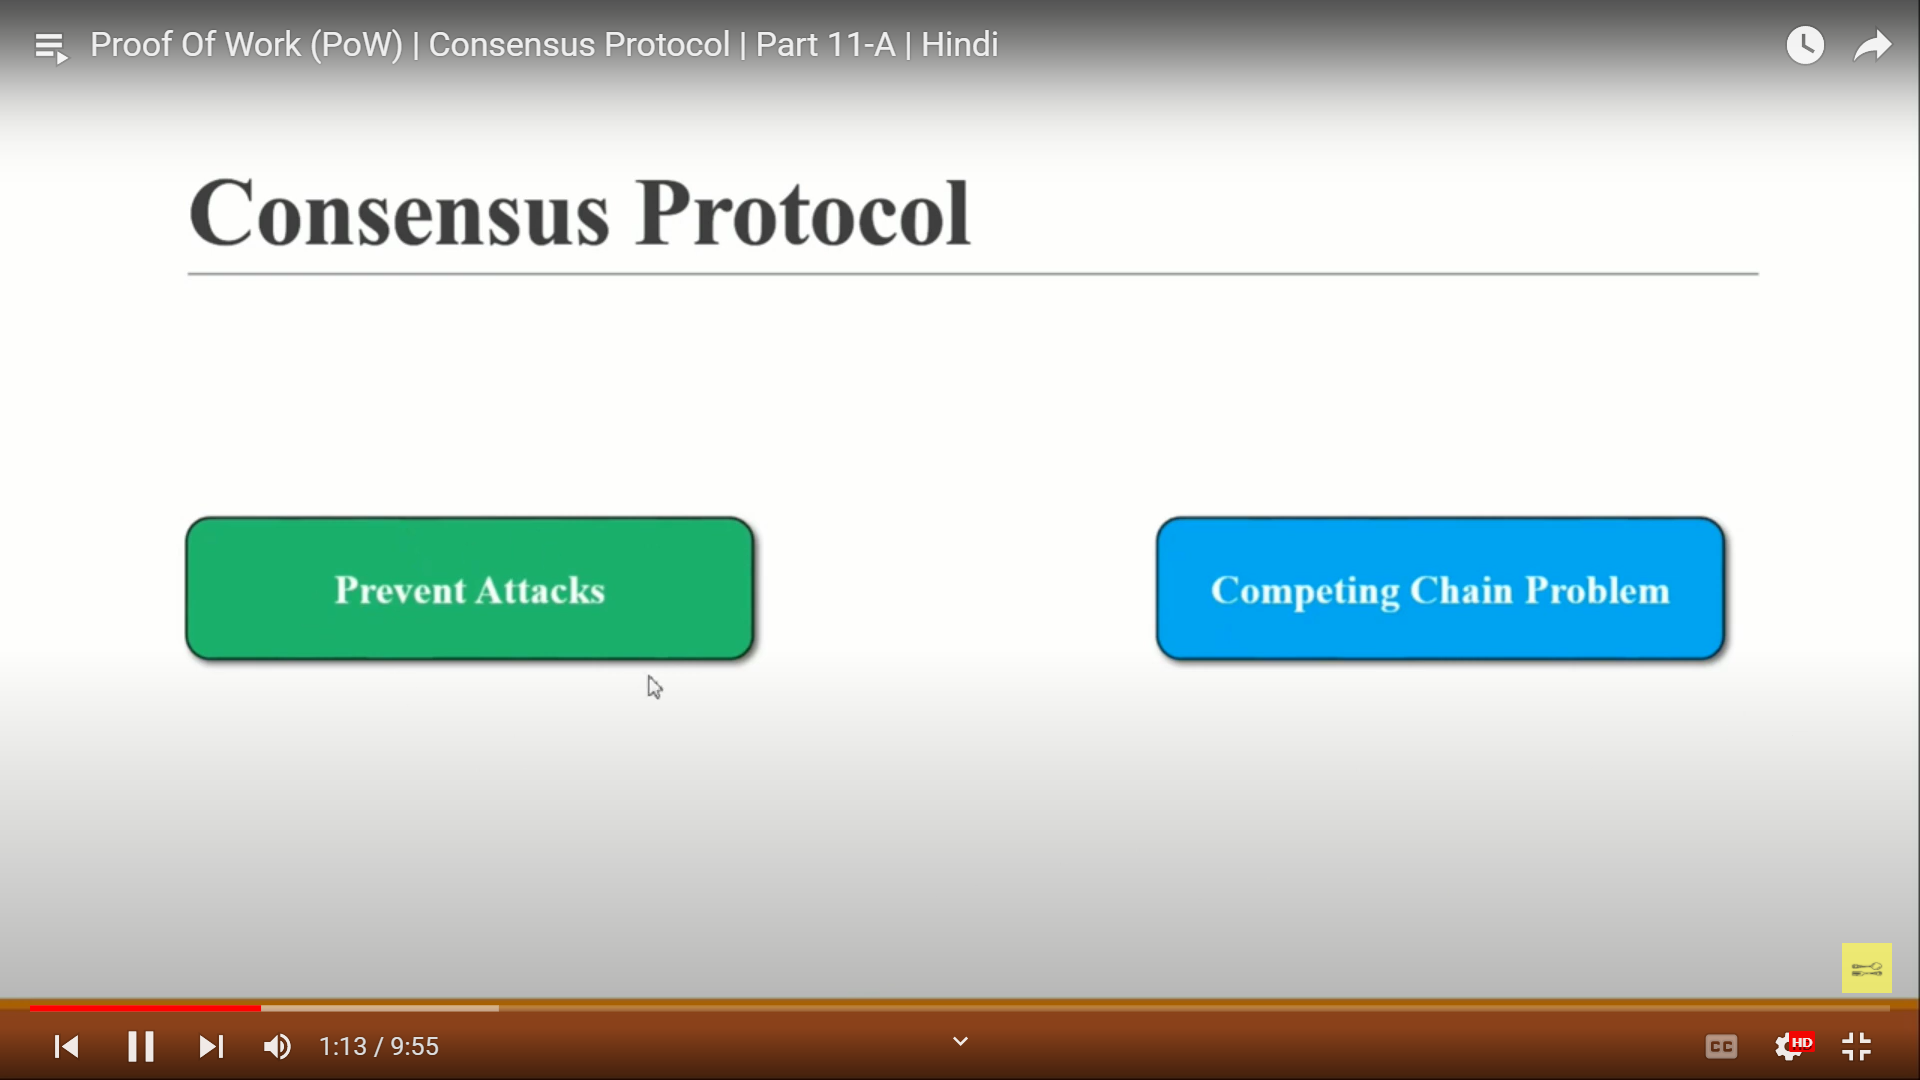 Proof Of Work (PoW) | Consensus Protocol | Part 11-A | Hindi
Consensus Protocol
Prevent Attacks
Competing Chain Problem
1:13 / 9:55
CC
HD